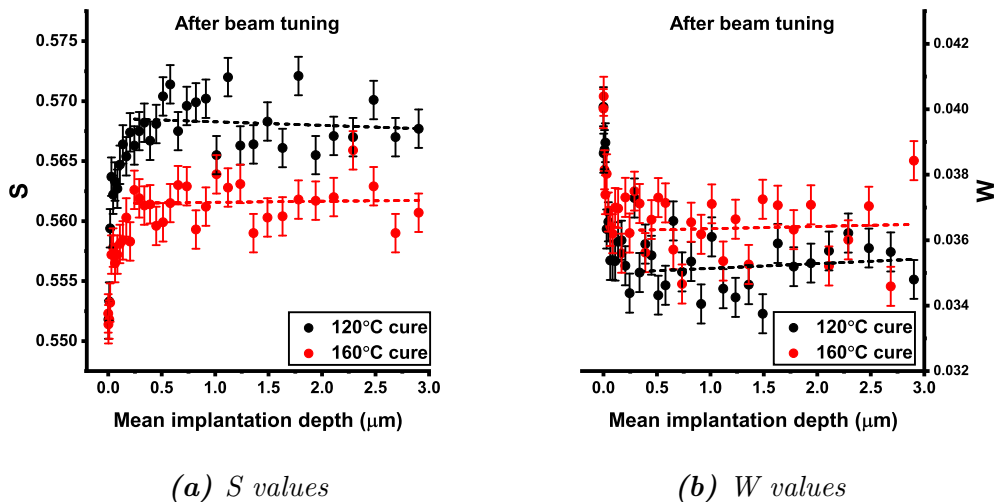 After beam tuning
0.575
0.570
0.565
0.560
0.555
0.550
S
120°C cure
160°C cure
0.0 0.5 1.0 1.5 2.0 2.5 3.0
Mean implantation depth (μm)
(a) S values
After beam tuning
0.042
0.040
0.038
0.036
0.034
0.032
W
120°C cure
160°C cure
0.0 0.5 1.0 1.5 2.0 2.5 3.0
Mean implantation depth (μm)
(b) W values